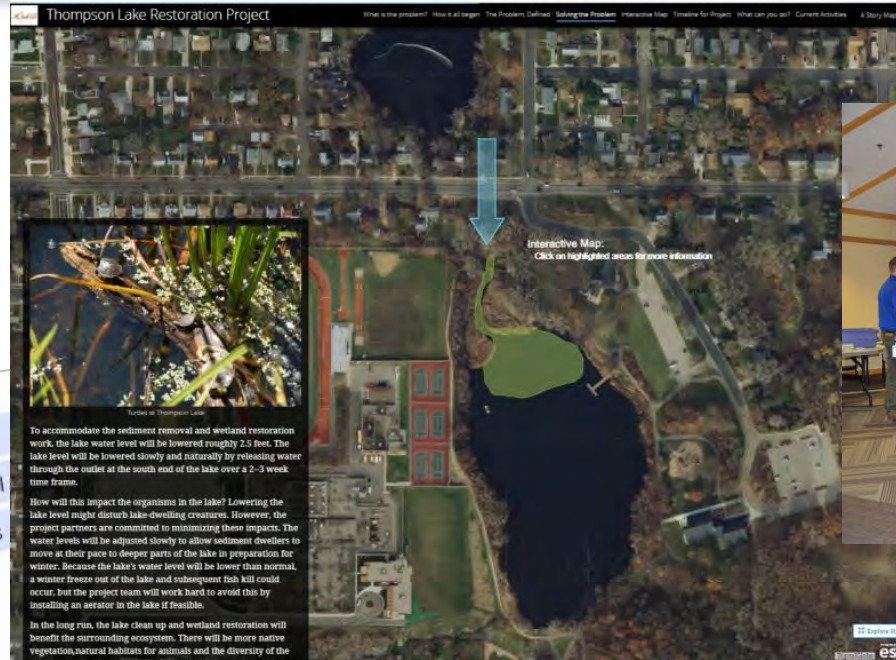 Thompson Lake Restoration Project
What is the problem? How it all began The Problem, Defined Solving the Problem Interactive Map Timeline for Project What can you do? Current Activities A Story Map
Interactive Map:
Click on highlighted areas for more information
Turtles at Thompson Lake
To accommodate the sediment removal and wetland restoration
work, the lake water level will be lowered roughly 2.5 feet. The
lake level will be lowered slowly and naturally by releasing water
through the outlet at the south end of the lake over a 2–3 week
time frame.
How will this impact the organisms in the lake? Lowering the
lake level might disturb lake-dwelling creatures. However, the
project partners are committed to minimizing these impacts. The
water levels will be adjusted slowly to allow sediment dwellers to
move at their pace to deeper parts of the lake in preparation for
winter. Because the lake's water level will be lower than normal,
a winter freeze out of the lake and subsequent fish kill could
occur, but the project team will work hard to avoid this by
installing an aerator in the lake if feasible.
In the long run, the lake clean up and wetland restoration will
benefit the surrounding ecosystem. There will be more native
vegetation,natural habitats for animals and the diversity of the
Explore
DigitalGlobe